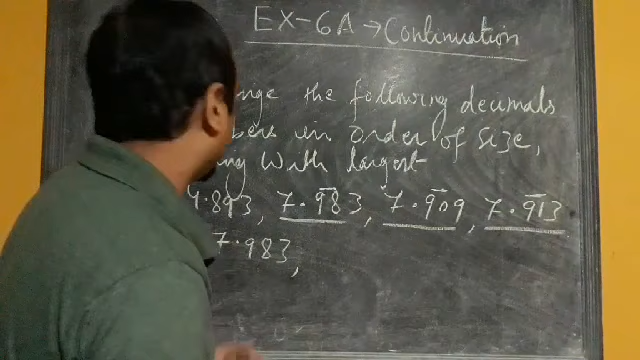 EX-6A → Continuation
nge the following decimals
bers in order of size,
ng with largest
4.893, 7.983, 7.909, 7.913
7.983,